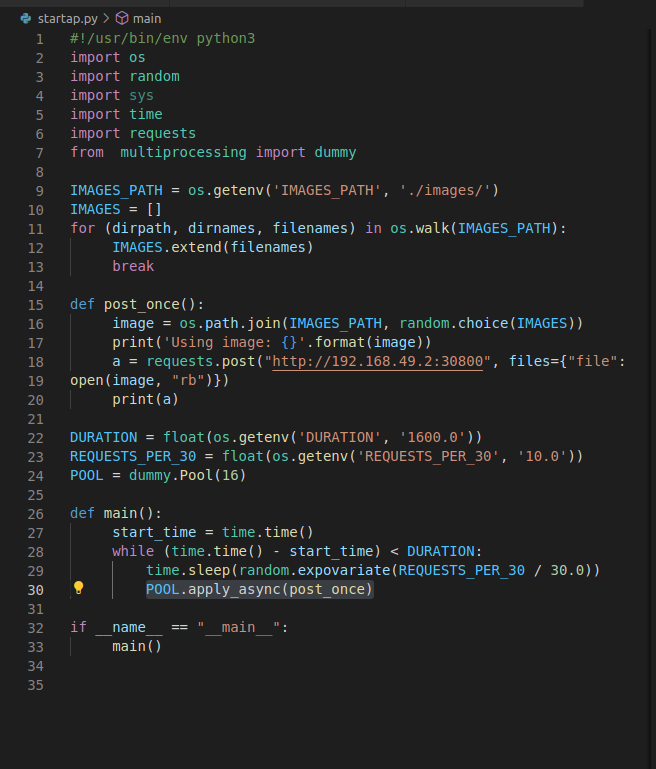 startap.py > main
1 #!/usr/bin/env python3
2 import os
3 import random
4 import sys
5 import time
6 import requests
7 from  multiprocessing import dummy
8
9 IMAGES_PATH = os.getenv('IMAGES_PATH', './images/')
10 IMAGES = []
11 for (dirpath, dirnames, filenames) in os.walk(IMAGES_PATH):
12      IMAGES.extend(filenames)
13      break
14
15 def post_once():
16      image = os.path.join(IMAGES_PATH, random.choice(IMAGES))
17      print('Using image: {}'.format(image))
18      a = requests.post("http://192.168.49.2:30800", files={"file":
19 open(image, "rb")})
20      print(a)
21
22 DURATION = float(os.getenv('DURATION', '1600.0'))
23 REQUESTS_PER_30 = float(os.getenv('REQUESTS_PER_30', '10.0'))
24 POOL = dummy.Pool(16)
25
26 def main():
27      start_time = time.time()
28      while (time.time() - start_time) < DURATION:
29          time.sleep(random.expovariate(REQUESTS_PER_30 / 30.0))
30          POOL.apply_async(post_once)
31
32 if __name__ == "__main__":
33      main()
34
35